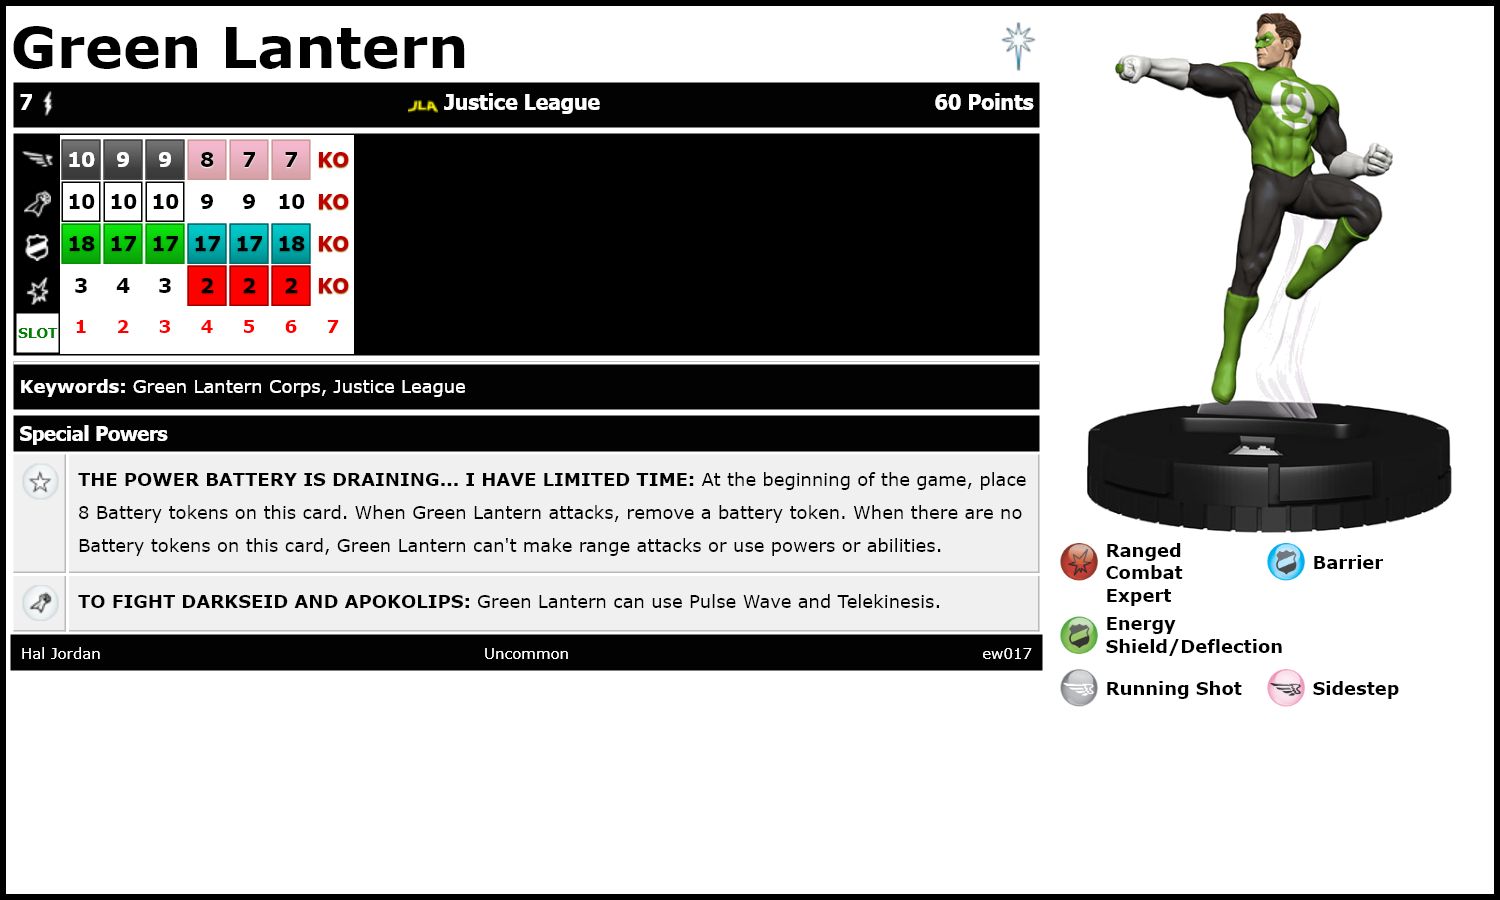 Green Lantern
7 JLA Justice League 60 Points
10 9 9 8 7 7 KO
10 10 10 9 9 10 KO
18 17 17 17 17 18 KO
3 4 3 2 2 2 KO
SLOT 1 2 3 4 5 6 7
Keywords: Green Lantern Corps, Justice League
Special Powers
THE POWER BATTERY IS DRAINING... I HAVE LIMITED TIME: At the beginning of the game, place
8 Battery tokens on this card. When Green Lantern attacks, remove a battery token. When there are no
Battery tokens on this card, Green Lantern can't make range attacks or use powers or abilities.
TO FIGHT DARKSEID AND APOKOLIPS: Green Lantern can use Pulse Wave and Telekinesis.
Hal Jordan Uncommon ew017
Ranged
Combat
Expert
Barrier
Energy
Shield/Deflection
Running Shot
Sidestep